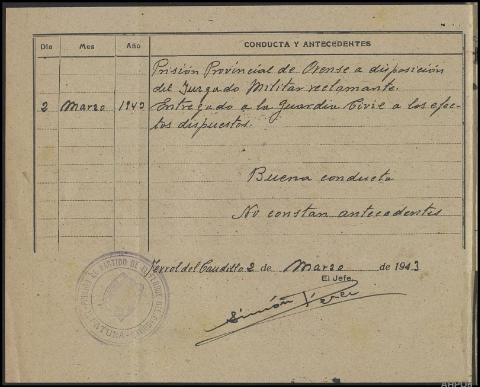 Día Mes Año CONDUCTA Y ANTECEDENTES
Prisión Provincial de Orense a disposición
del Juzgado Militar reclamante.
2 Marzo 1943 Entregado a la Guardia Civil a los efec-
tos dispuestos.
Buena conducta
No constan antecedentes
Ferrol del Caudillo 2 de Marzo de 1943
El Jefe,
Simón Pérez